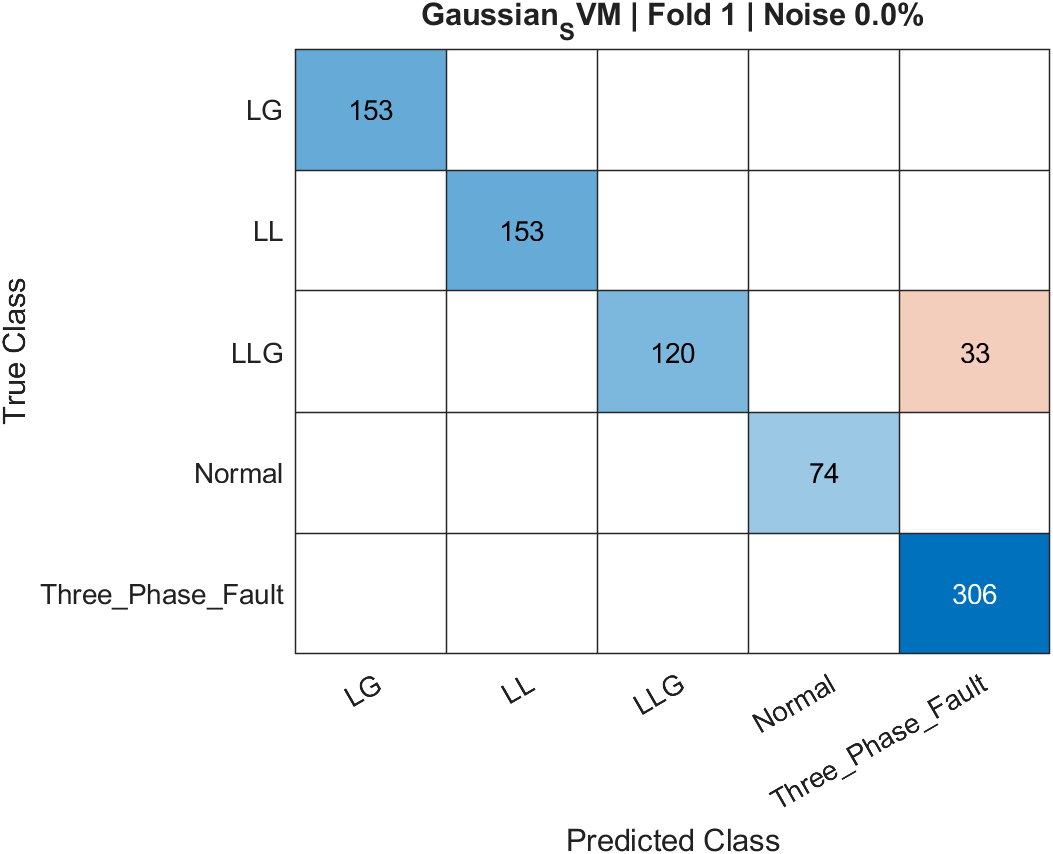 Gaussian_SVM | Fold 1 | Noise 0.0%
True Class
LG
153
LL
153
LLG
120
33
Normal
74
Three_Phase_Fault
306
LG
LL
LLG
Normal
Three_Phase_Fault
Predicted Class